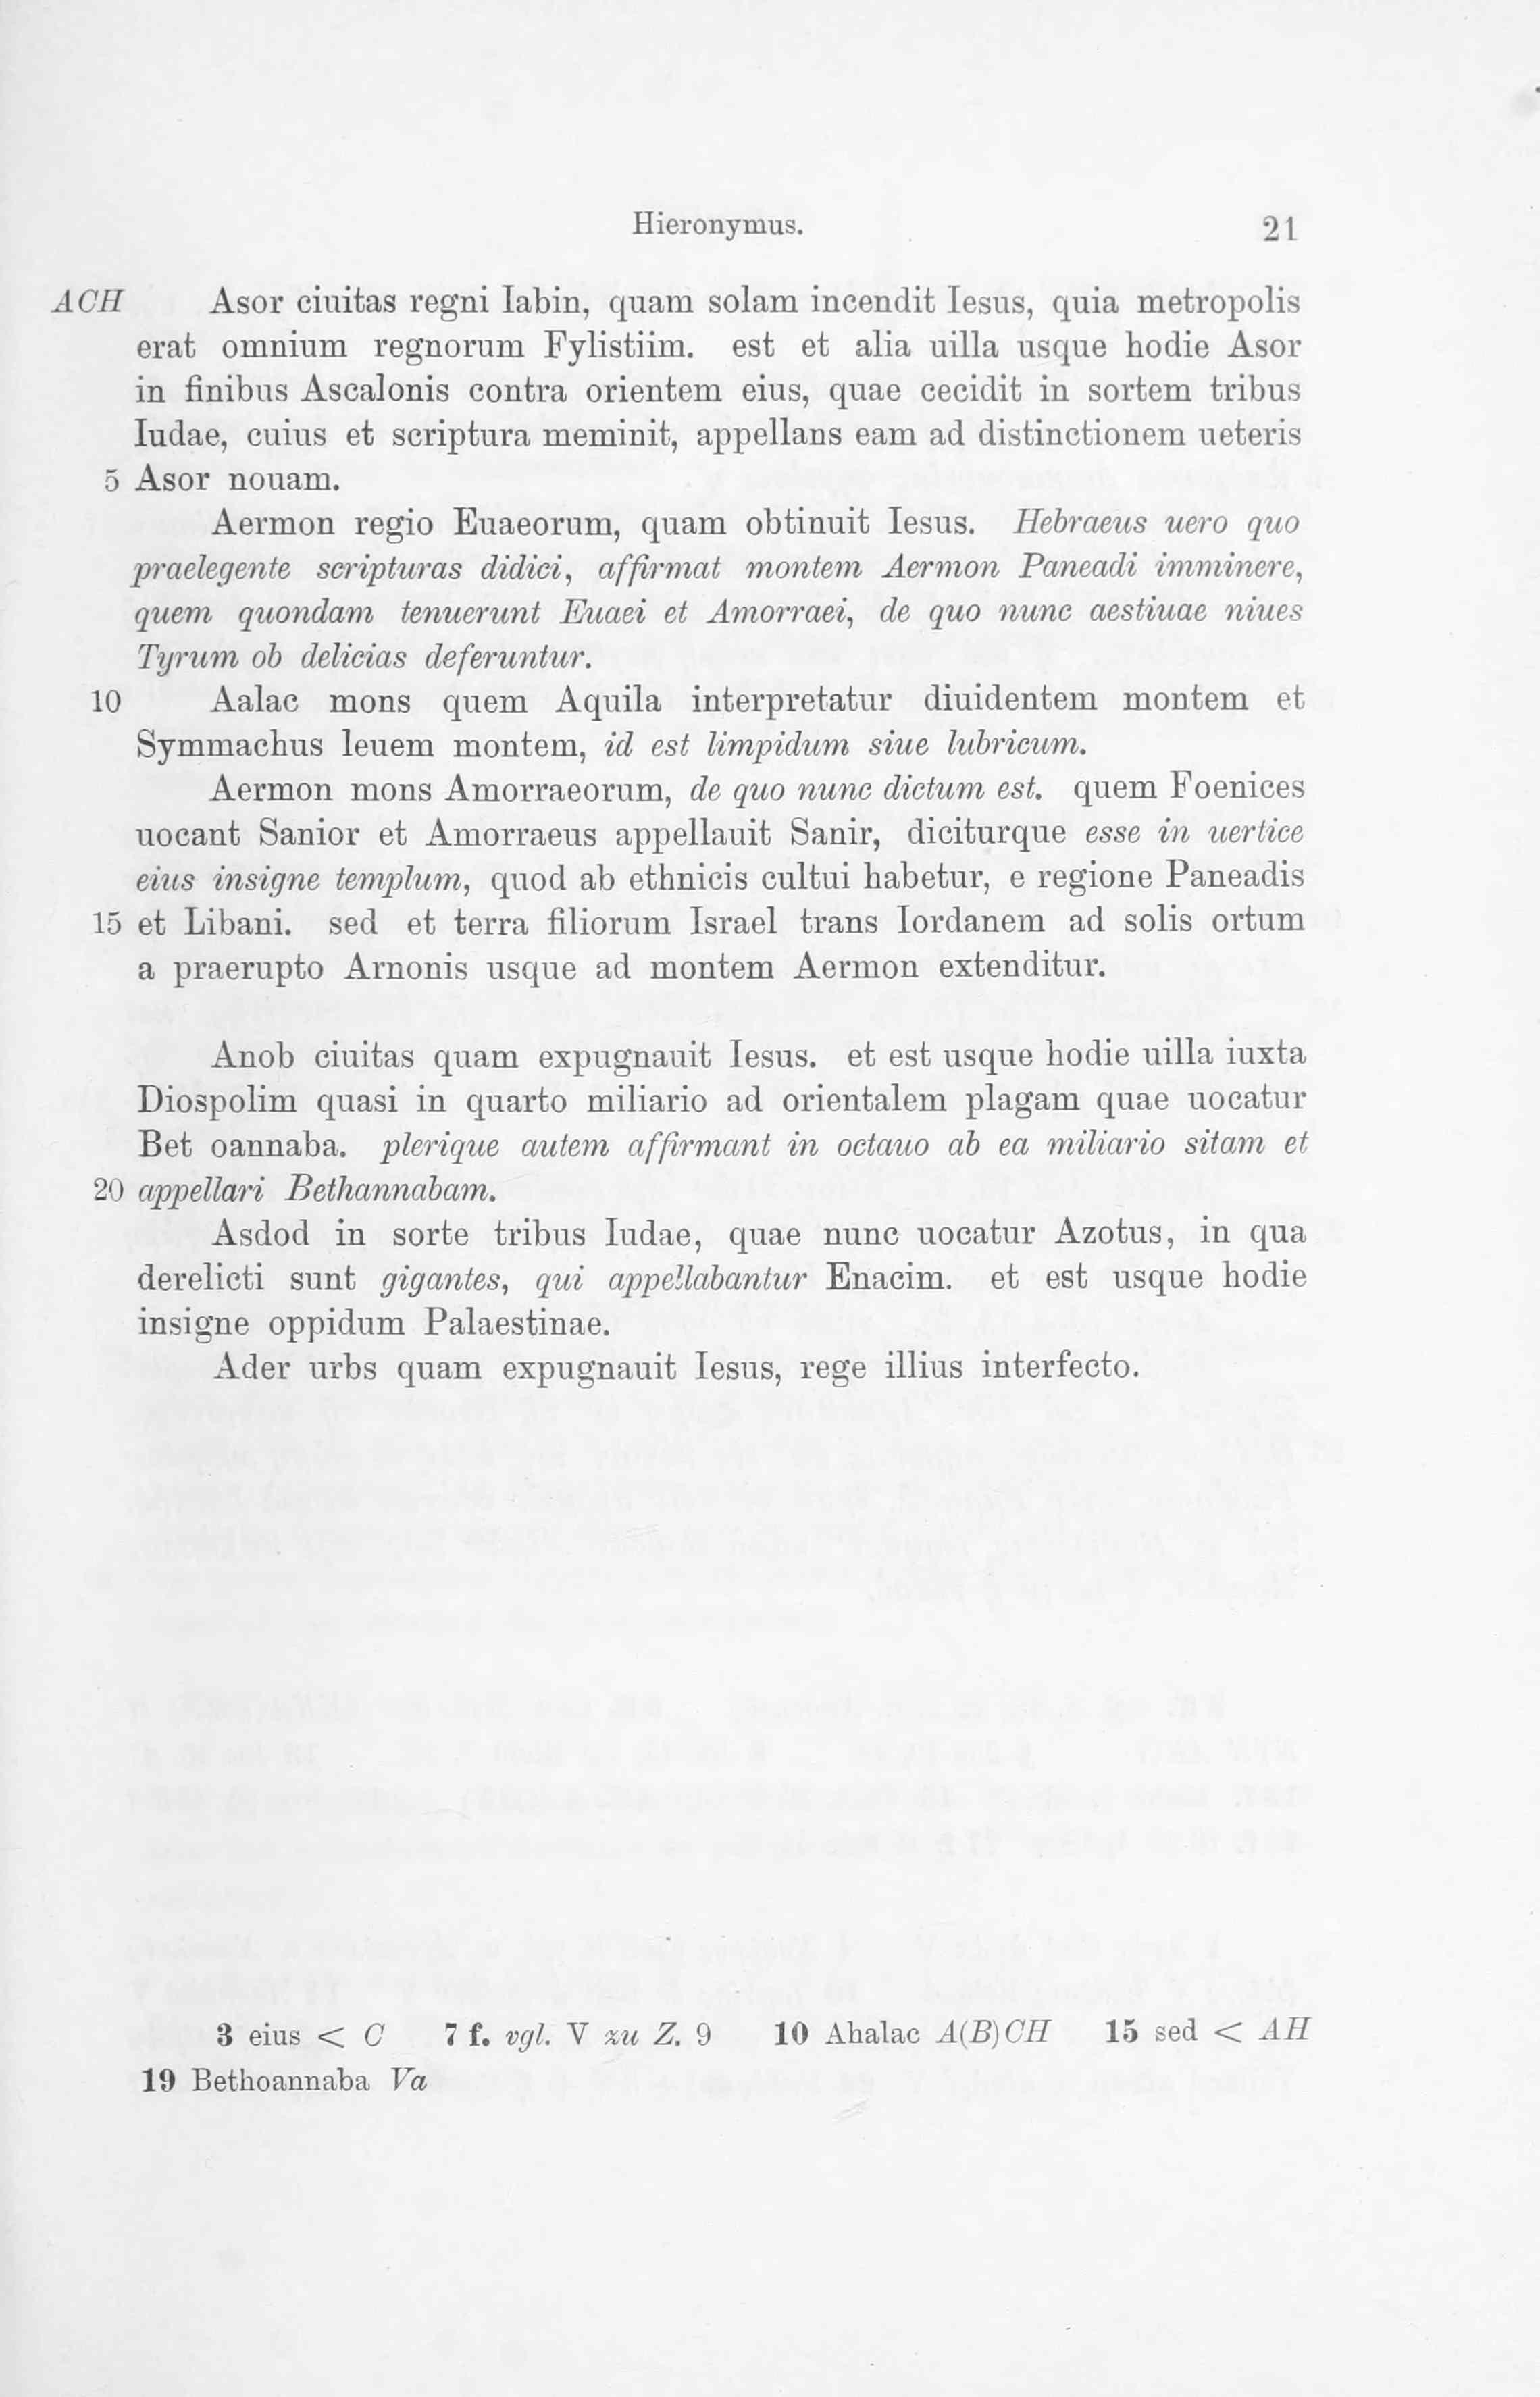 Hieronymus. 21
ACH Asor ciuitas regni Iabin, quam solam incendit Iesus, quia metropolis
erat omnium regnorum Fylistiim. est et alia uilla usque hodie Asor
in finibus Ascalonis contra orientem eius, quae cecidit in sortem tribus
Iudae, cuius et scriptura meminit, appellans eam ad distinctionem ueteris
5 Asor nouam.
Aermon regio Euaeorum, quam obtinuit Iesus. Hebraeus uero quo
praelegente scripturas didici, affirmat montem Aermon Paneadi imminere,
quem quondam tenuerunt Euaei et Amorraei, de quo nunc aestiuae niues
Tyrum ob delicias deferuntur.
10 Aalac mons quem Aquila interpretatur diuidentem montem et
Symmachus leuem montem, id est limpidum siue lubricum.
Aermon mons Amorraeorum, de quo nunc dictum est. quem Foenices
uocant Sanior et Amorraeus appellauit Sanir, diciturque esse in uertice
eius insigne templum, quod ab ethnicis cultui habetur, e regione Paneadis
15 et Libani. sed et terra filiorum Israel trans Iordanem ad solis ortum
a praerupto Arnonis usque ad montem Aermon extenditur.
Anob ciuitas quam expugnauit Iesus. et est usque hodie uilla iuxta
Diospolim quasi in quarto miliario ad orientalem plagam quae uocatur
Bet oannaba. plerique autem affirmant in octauo ab ea miliario sitam et
20 appellari Bethannabam.
Asdod in sorte tribus Iudae, quae nunc uocatur Azotus, in qua
derelicti sunt gigantes, qui appellabantur Enacim. et est usque hodie
insigne oppidum Palaestinae.
Ader urbs quam expugnauit Iesus, rege illius interfecto.
3 eius < C 7 f. vgl. V zu Z. 9 10 Ahalac A(B)CH 15 sed < AH
19 Bethoannaba Va